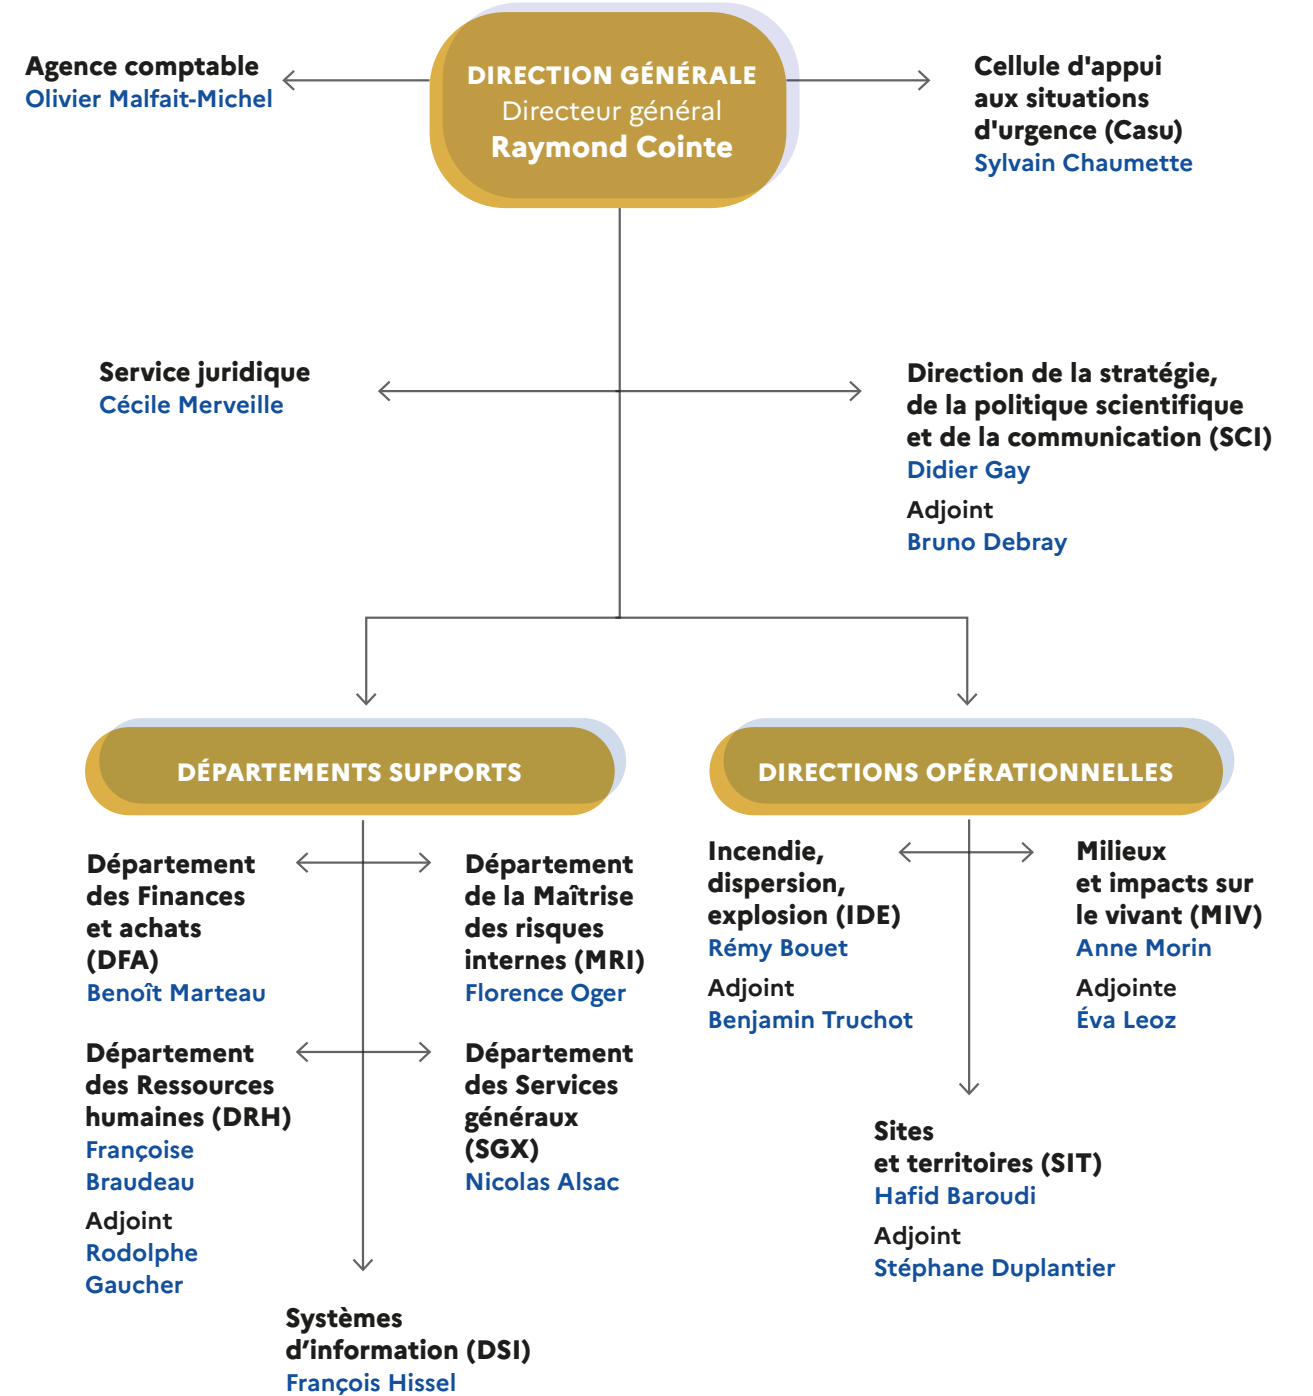 Agence comptable
Olivier Malfait-Michel
DIRECTION GÉNÉRALE
Directeur général
Raymond Cointe
Cellule d'appui
aux situations
d'urgence (Casu)
Sylvain Chaumette
Service juridique
Cécile Merveille
Direction de la stratégie,
de la politique scientifique
et de la communication (SCI)
Didier Gay
Adjoint
Bruno Debray
DÉPARTEMENTS SUPPORTS
Département
des Finances
et achats
(DFA)
Benoît Marteau
Département
de la Maîtrise
des risques
internes (MRI)
Florence Oger
Département
des Ressources
humaines (DRH)
Françoise
Braudeau
Adjoint
Rodolphe
Gaucher
Département
des Services
généraux
(SGX)
Nicolas Alsac
Systèmes
d’information (DSI)
François Hissel
DIRECTIONS OPÉRATIONNELLES
Incendie,
dispersion,
explosion (IDE)
Rémy Bouet
Adjoint
Benjamin Truchot
Milieux
et impacts sur
le vivant (MIV)
Anne Morin
Adjointe
Éva Leoz
Sites
et territoires (SIT)
Hafid Baroudi
Adjoint
Stéphane Duplantier